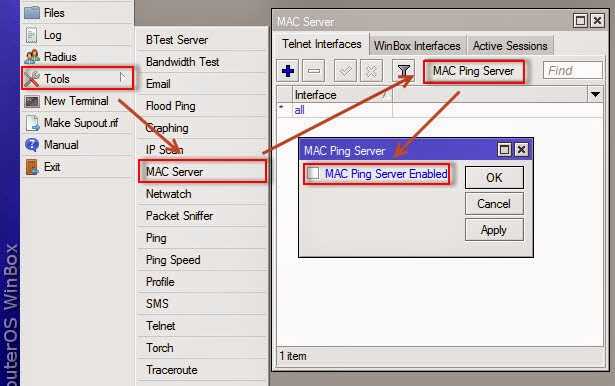 Files
Log
Radius
Tools
New Terminal
Make Supout.rif
Manual
Exit
uterOS WinBox
BTest Server
Bandwidth Test
Email
Flood Ping
Graphing
IP Scan
MAC Server
Netwatch
Packet Sniffer
Ping
Ping Speed
Profile
SMS
Telnet
Torch
Traceroute
MAC Server
Telnet Interfaces WinBox Interfaces Active Sessions
MAC Ping Server Find
Interface
* all
MAC Ping Server
MAC Ping Server Enabled
OK
Cancel
Apply
1 item